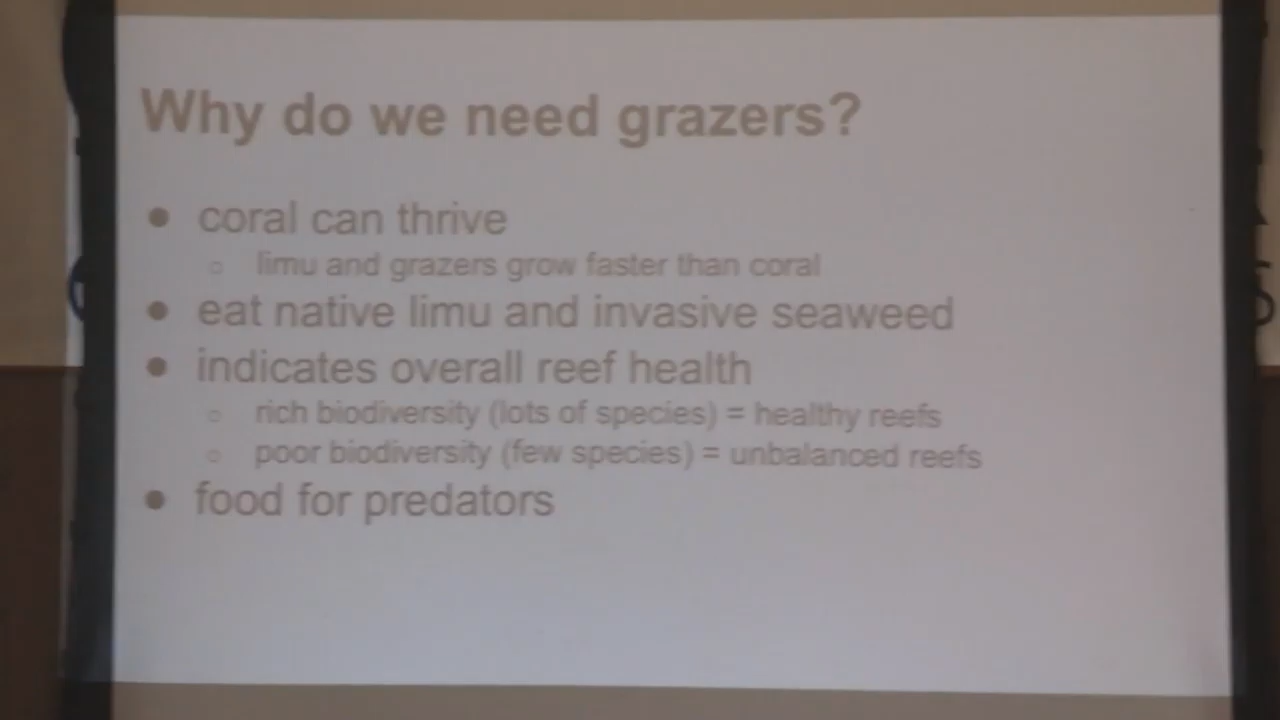 Why do we need grazers?
● coral can thrive
○ limu and grazers grow faster than coral
● eat native limu and invasive seaweed
● indicates overall reef health
○ rich biodiversity (lots of species) = healthy reefs
○ poor biodiversity (few species) = unbalanced reefs
● food for predators